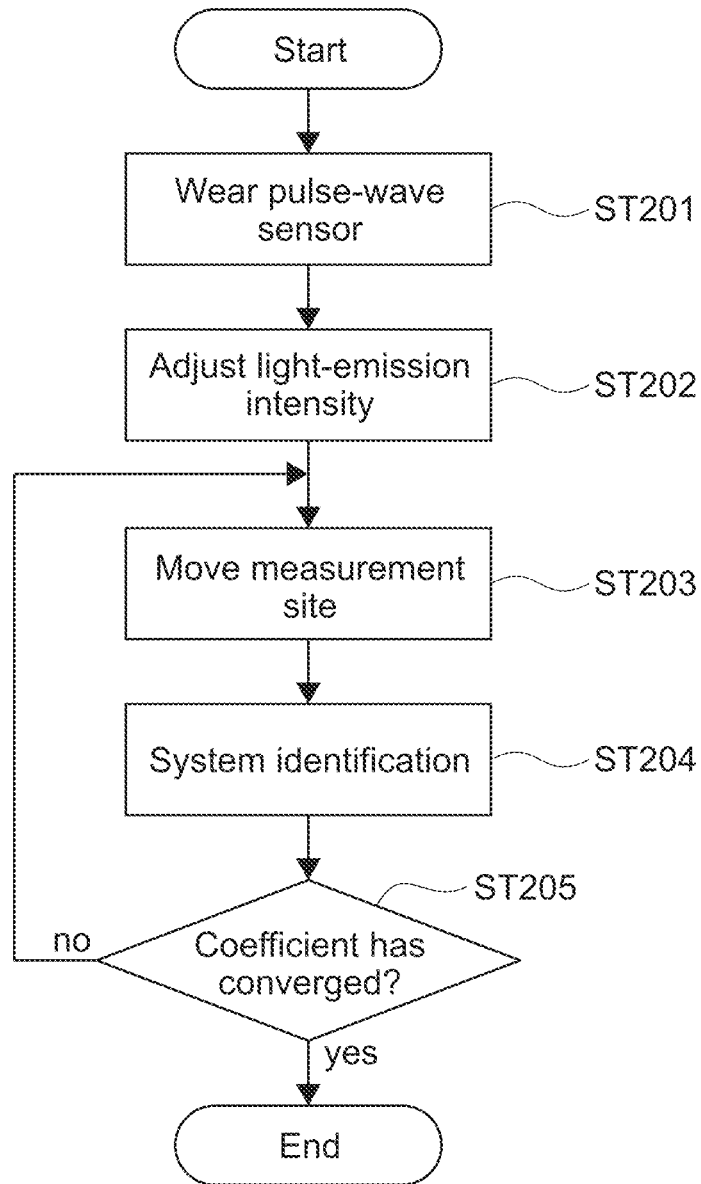 Start
Wear pulse-wave
sensor
ST201
Adjust light-emission
intensity
ST202
Move measurement
site
ST203
System identification
ST204
ST205
Coefficient has
converged?
no
yes
End